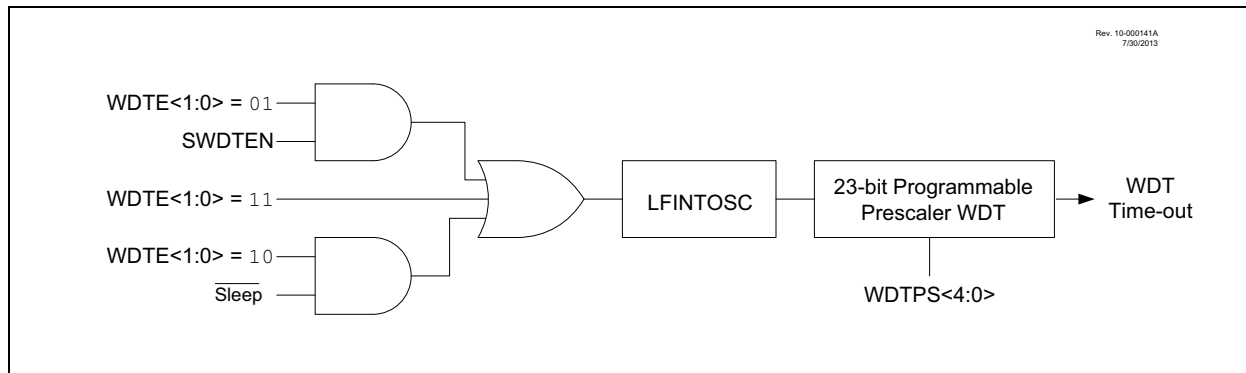 Rev. 10-000141A
7/30/2013
WDTE<1:0> = 01
SWDTEN
WDTE<1:0> = 11
WDTE<1:0> = 10
Sleep
LFINTOSC
23-bit Programmable
Prescaler WDT
WDT
Time-out
WDTPS<4:0>